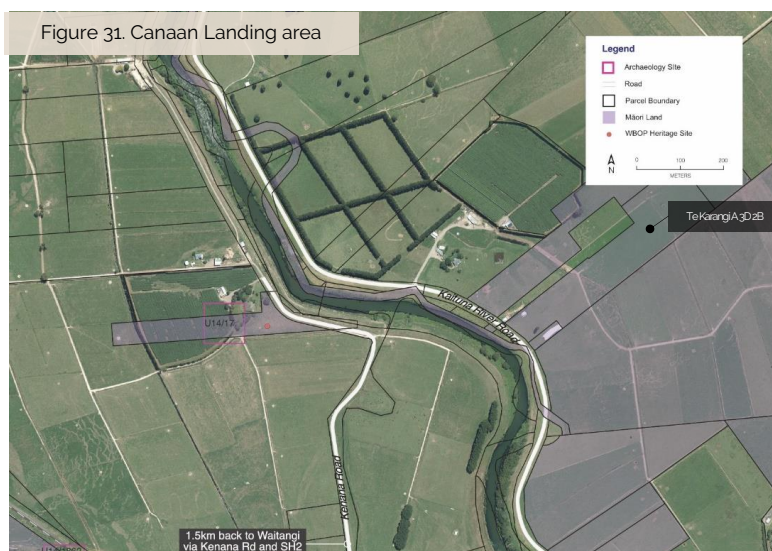 Figure 31. Canaan Landing area
Legend
Archaeology Site
Road
Parcel Boundary
Māori Land
WBOP Heritage Site
N
0 100 200
METERS
Te Karangi A 3D2B
Kaituna River Road
U14/17
Kenana Road
1.5km back to Waitangi
via Kenana Rd and SH2